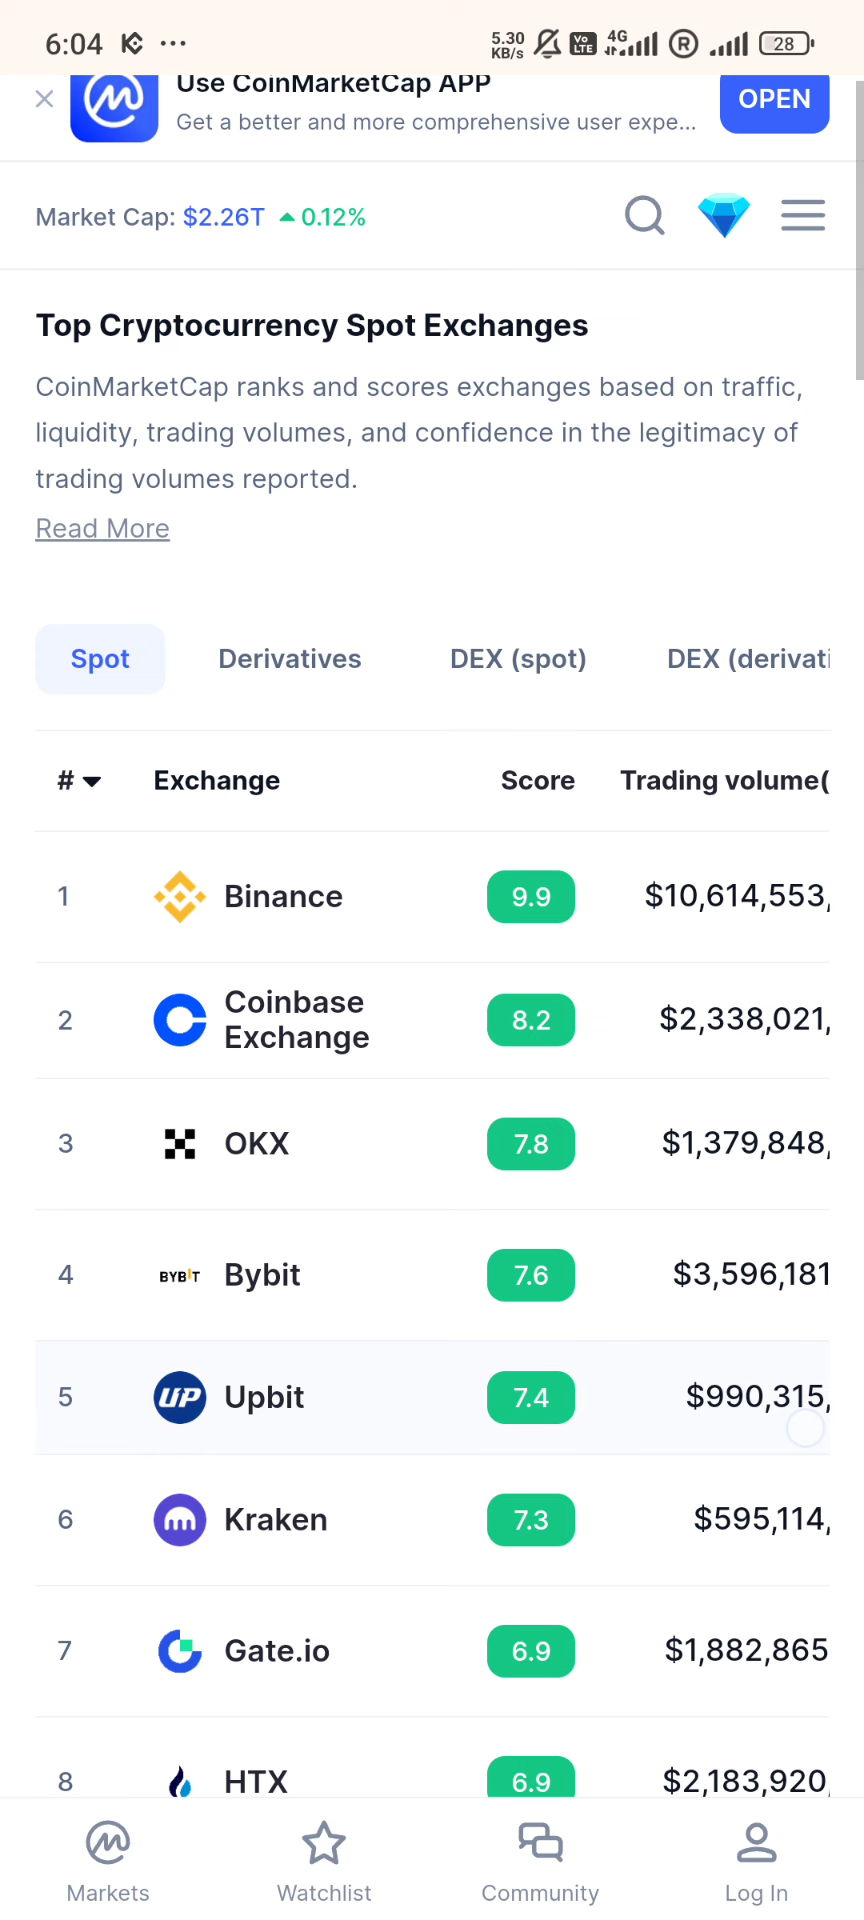 6:04 ... 5.30 KB/s Vo LTE 4G R 28
Use CoinMarketCap APP
Get a better and more comprehensive user expe...
OPEN
Market Cap: $2.26T 0.12%
Top Cryptocurrency Spot Exchanges
CoinMarketCap ranks and scores exchanges based on traffic,
liquidity, trading volumes, and confidence in the legitimacy of
trading volumes reported.
Read More
Spot Derivatives DEX (spot) DEX (derivati
# Exchange Score Trading volume(
1 Binance 9.9 $10,614,553,
2 Coinbase Exchange 8.2 $2,338,021,
3 OKX 7.8 $1,379,848,
4 BYBIT Bybit 7.6 $3,596,181
5 UP Upbit 7.4 $990,315,
6 Kraken 7.3 $595,114,
7 Gate.io 6.9 $1,882,865
8 HTX 6.9 $2,183,920,
Markets Watchlist Community Log In